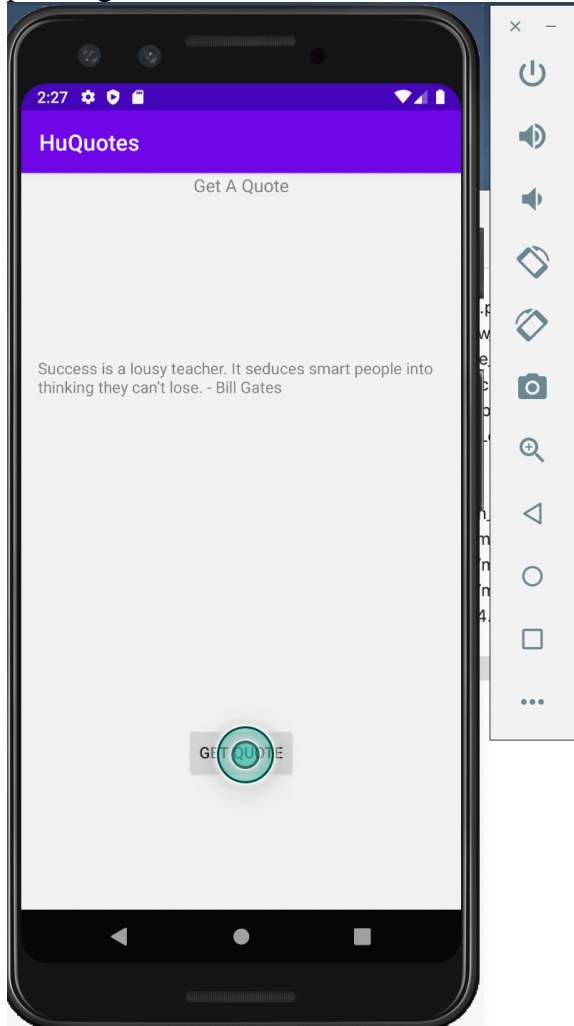 2:27
HuQuotes
Get A Quote
Success is a lousy teacher. It seduces smart people into
thinking they can’t lose. - Bill Gates
GET QUOTE